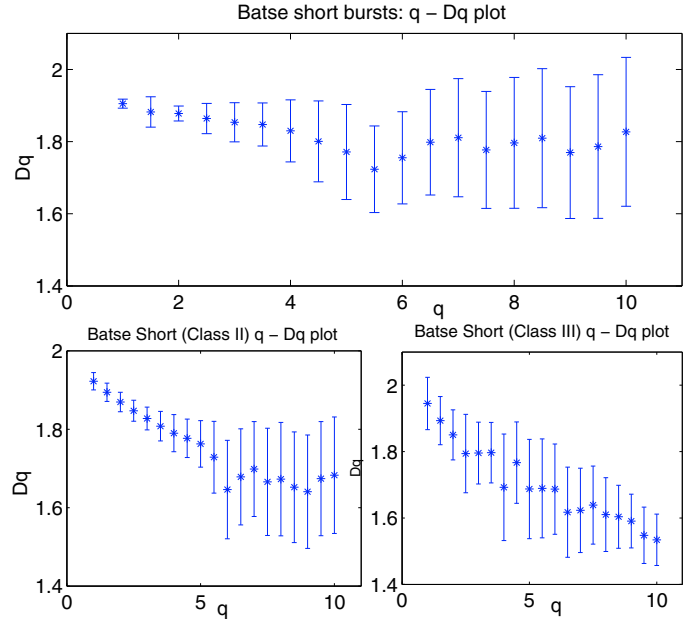 Batse short bursts: q − Dq plot
2
1.8
1.6
1.4
Dq
0 2 4 6 8 10
q
Batse Short (Class II) q − Dq plot
2
1.8
1.6
1.4
Dq
0 5 10
q
Batse Short (Class III) q − Dq plot
2
1.8
1.6
1.4
Dq
0 5 10
q